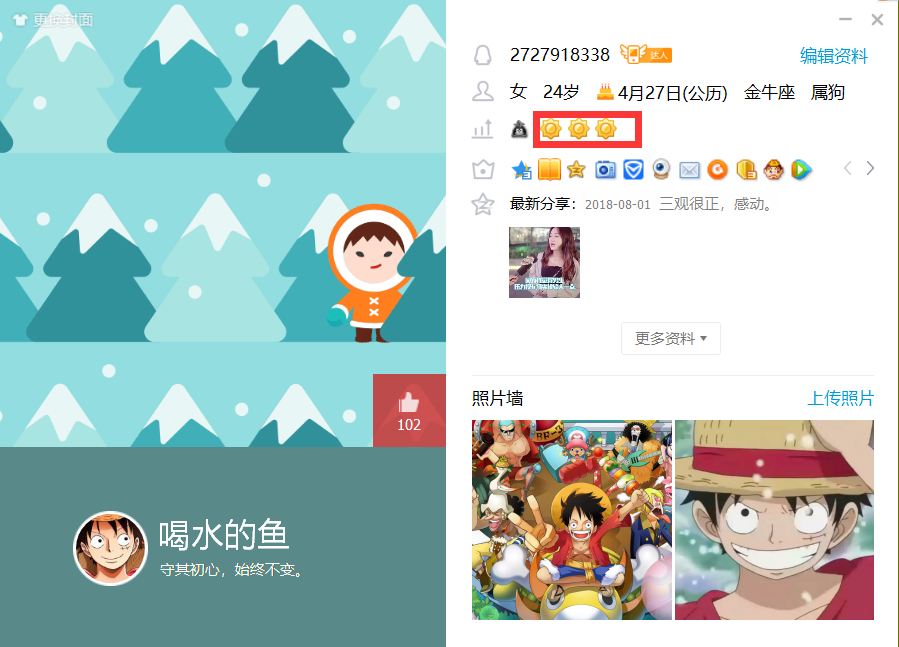 更换封面
2727918338 达人 编辑资料
女 24岁 4月27日(公历) 金牛座 属狗
最新分享: 2018-08-01 三观很正，感动。
更多资料
102
照片墙 上传照片
喝水的鱼
守其初心，始终不变。